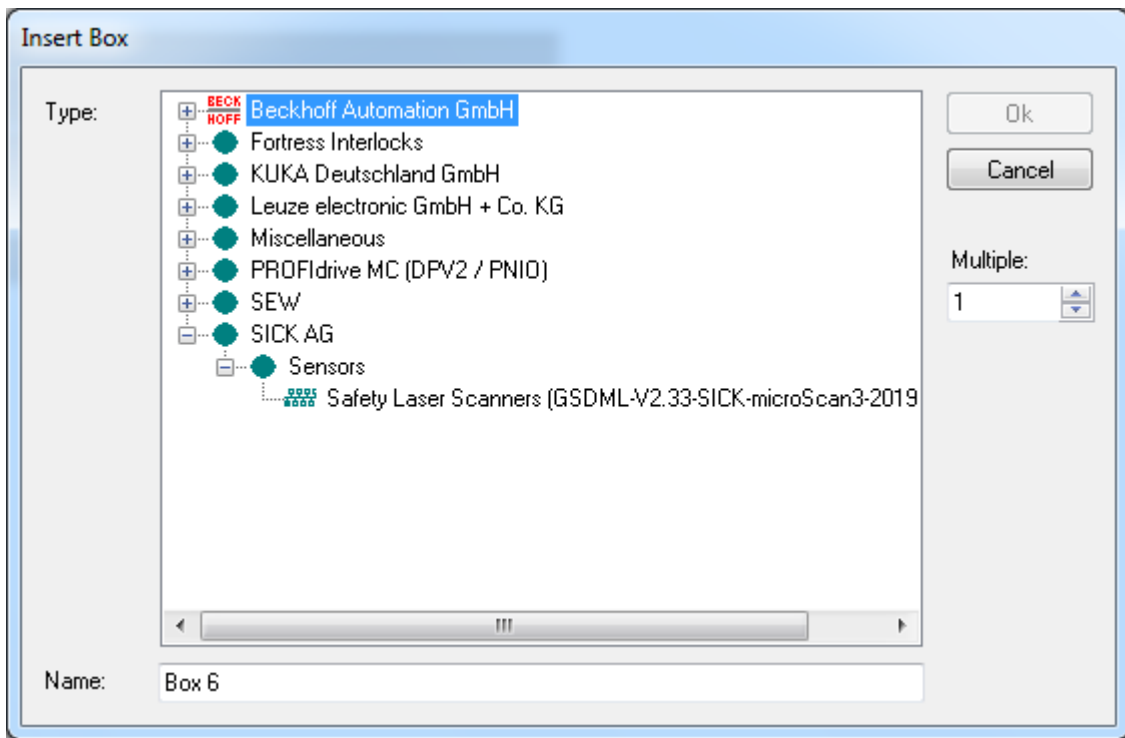 Insert Box
Type:
BECK
HOFF
Beckhoff Automation GmbH
Fortress Interlocks
KUKA Deutschland GmbH
Leuze electronic GmbH + Co. KG
Miscellaneous
PROFIdrive MC (DPV2 / PNIO)
SEW
SICK AG
Sensors
Safety Laser Scanners (GSDML-V2.33-SICK-microScan3-2019
Ok
Cancel
Multiple:
1
Name:
Box 6